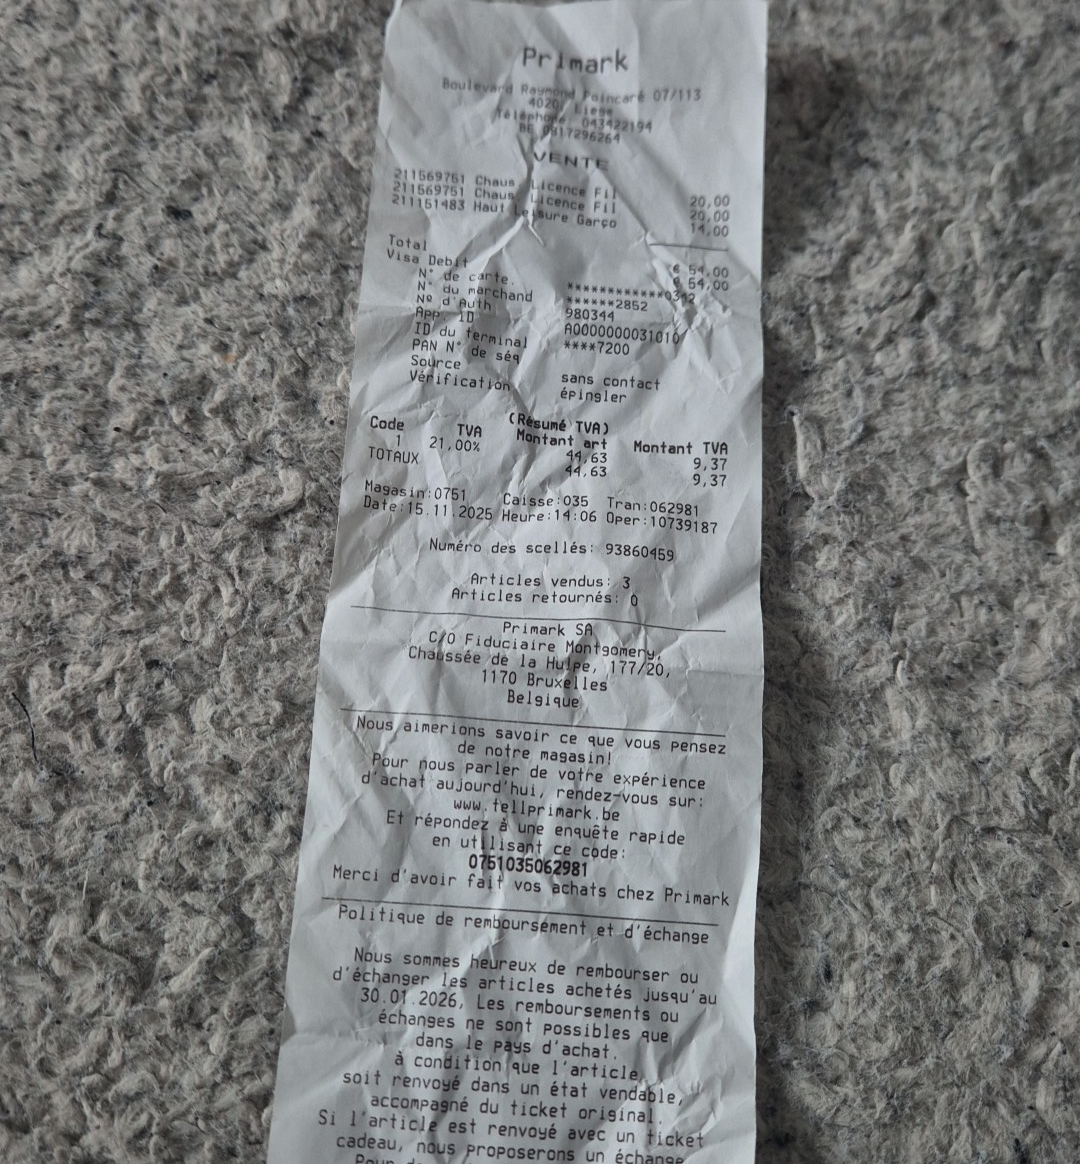 Primark
Boulevard Raymond Poincaré 07/113
4020, Liege
Téléphone 043422194
BE 0817296264
VENTE
211569751 Chaus Licence Fil 20,00
211569751 Chaus Licence Fil 20,00
211151483 Haut Leisure Garço 14,00
Total € 54,00
Visa Debit € 54,00
N° de carte. ************0312
N° du marchand ******2852
Nº d'Auth 980344
App. ID A0000000031010
ID du terminal ****7200
PAN N° de séq
Source sans contact
Vérification épingler
(Résumé TVA)
Code TVA Montant art Montant TVA
1 21,00% 44,63 9,37
TOTAUX 44,63 9,37
Magasin:0751 Caisse:035 Tran:062981
Date:15.11.2025 Heure:14:06 Oper:10739187
Numéro des scellés: 93860459
Articles vendus: 3
Articles retournés: 0
Primark SA
C/O Fiduciaire Montgomery,
Chaussée de la Hulpe, 177/20,
1170 Bruxelles
Belgique
Nous aimerions savoir ce que vous pensez
de notre magasin!
Pour nous parler de votre expérience
d'achat aujourd'hui, rendez-vous sur:
www.tellprimark.be
Et répondez à une enquête rapide
en utilisant ce code:
0751035062981
Merci d'avoir fait vos achats chez Primark
Politique de remboursement et d'échange
Nous sommes heureux de rembourser ou
d'échanger les articles achetés jusqu'au
30.01.2026, Les remboursements ou
échanges ne sont possibles que
dans le pays d'achat.
à condition que l'article,
soit renvoyé dans un état vendable,
accompagné du ticket original.
Si l'article est renvoyé avec un ticket
cadeau, nous proposerons un échange
Pour